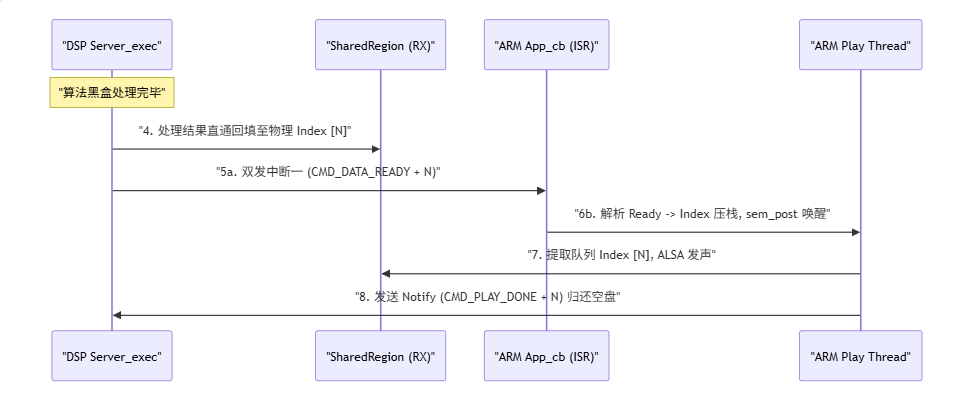 "DSP Server_exec"
"SharedRegion (RX)"
"ARM App_cb (ISR)"
"ARM Play Thread"
"算法黑盒处理完毕"
"4. 处理结果直通回填至物理 Index [N]"
"5a. 双发中断一 (CMD_DATA_READY + N)"
"6b. 解析 Ready -> Index 压栈, sem_post 唤醒"
"7. 提取队列 Index [N], ALSA 发声"
"8. 发送 Notify (CMD_PLAY_DONE + N) 归还空盘"
"DSP Server_exec"
"SharedRegion (RX)"
"ARM App_cb (ISR)"
"ARM Play Thread"